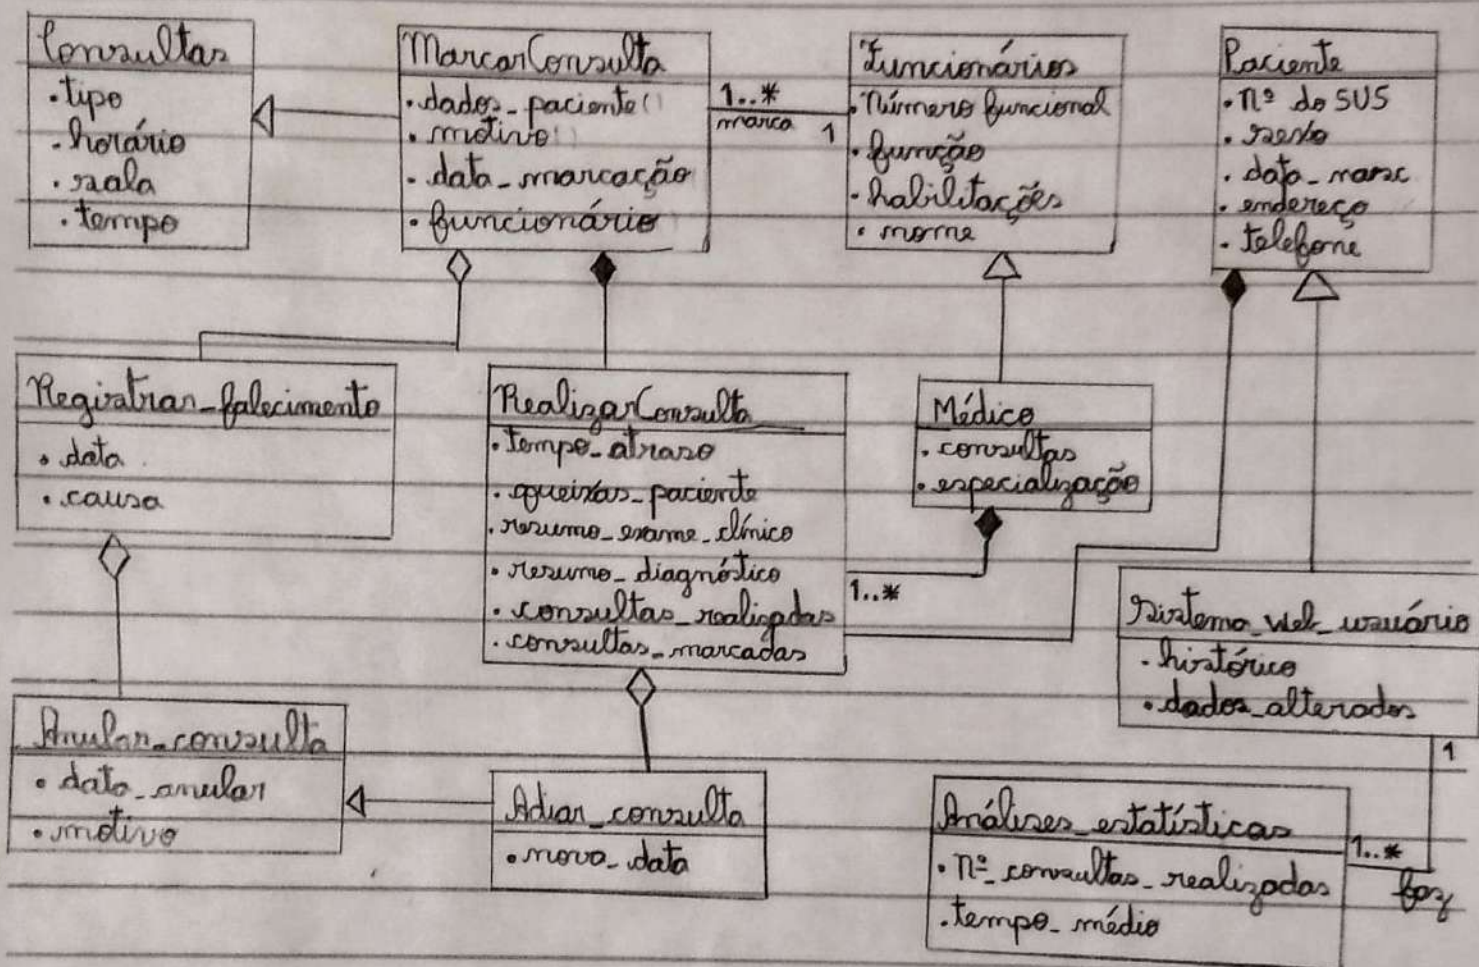 Consultas
• tipo
- horário
• sala
• tempo
MarcarConsulta
• dados_paciente()
• motivo()
- data_marcação
• funcionário
1..*
marca
1
Funcionários
• Número funcional
• função
- habilitações
• nome
Paciente
• Nº do SUS
• sexo
• data_nasc
• endereço
- telefone
Registrar_falecimento
• data
• causa
RealizarConsulta
• tempo_atraso
• queixas_paciente
• resumo_exame_clínico
• resumo_diagnóstico
• consultas_realizadas
• consultas_marcadas
Médico
• consultas
• especialização
1..*
Sistema_web_usuário
- histórico
• dados_alterados
1
Anular_consulta
• data_anular
• motivo
Adiar_consulta
• nova_data
Análises_estatísticas
• Nº_consultas_realizadas
• tempo_médio
1..*
faz